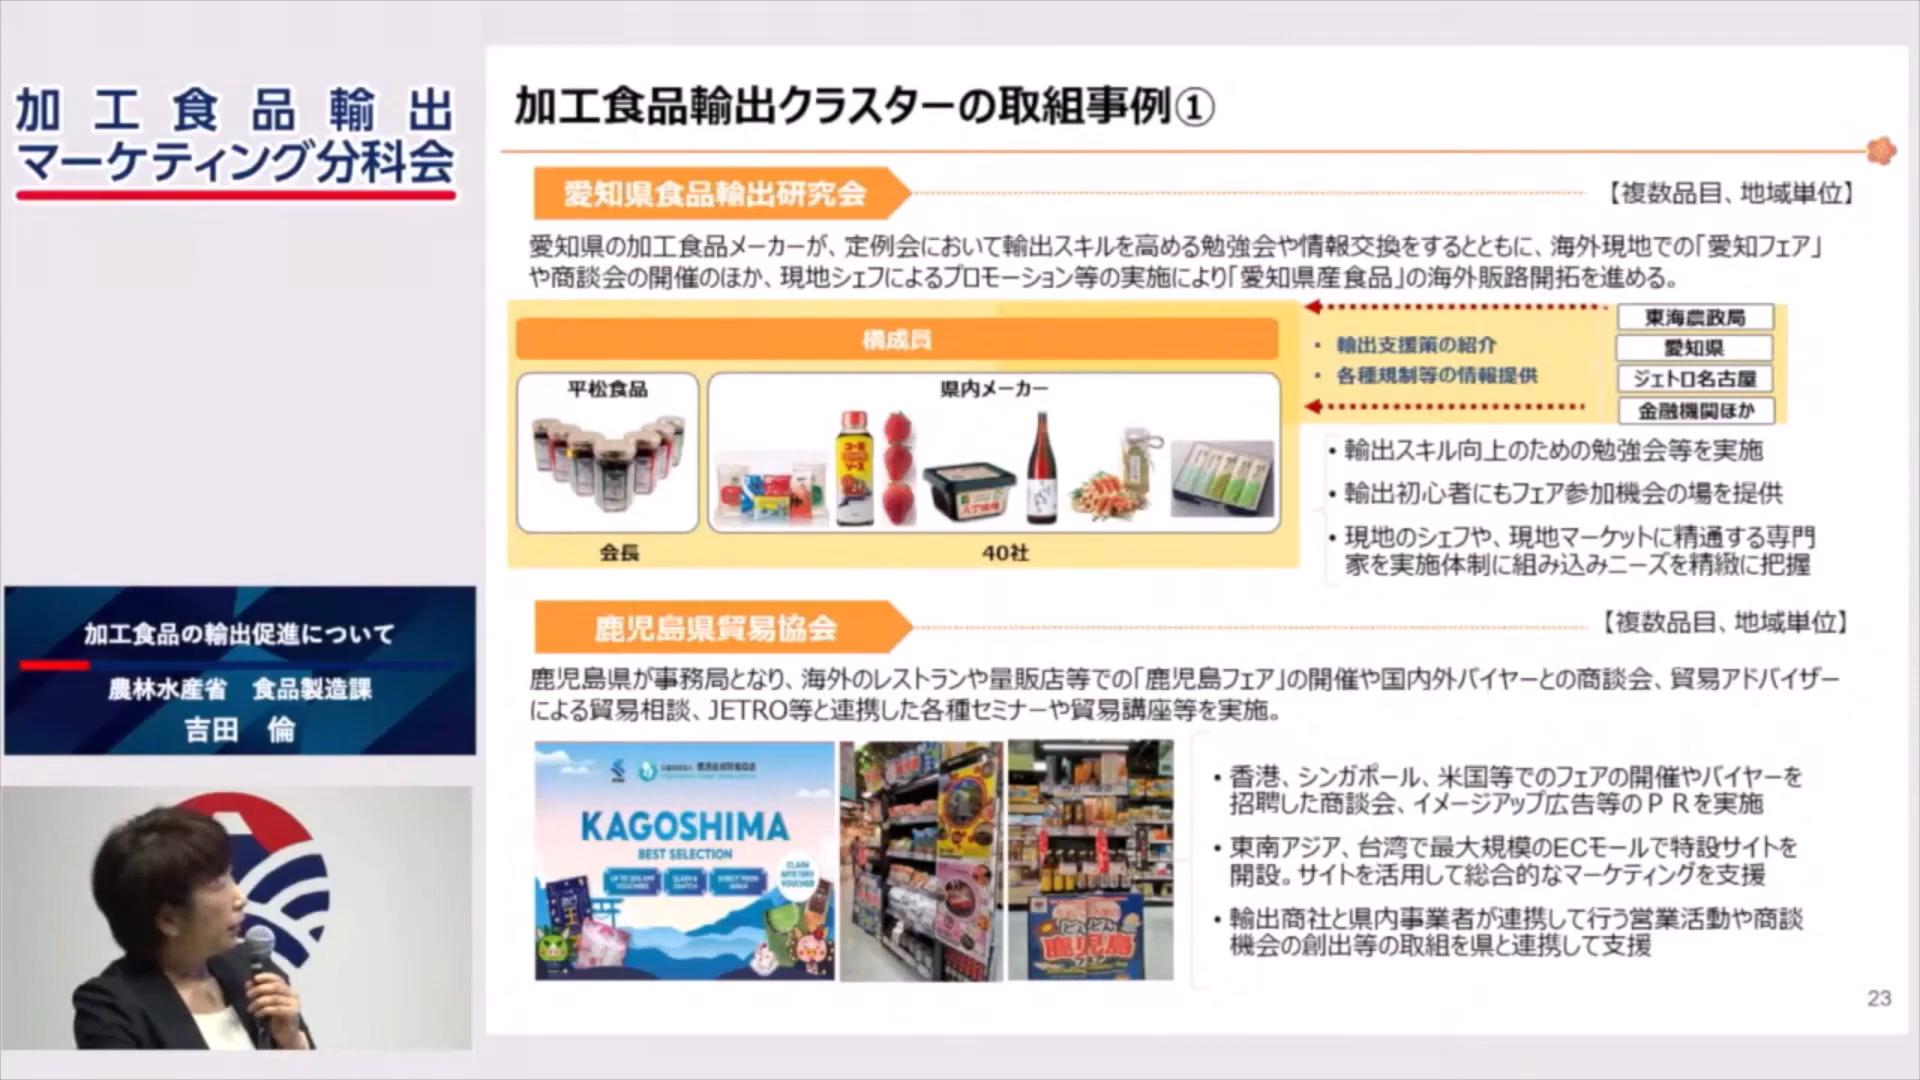 加工食品輸出
マーケティング分科会
加工食品の輸出促進について
農林水産省 食品製造課
吉田 倫
加工食品輸出クラスターの取組事例①
愛知県食品輸出研究会
【複数品目、地域単位】
愛知県の加工食品メーカーが、定例会において輸出スキルを高める勉強会や情報交換をするとともに、海外現地での「愛知フェア」
や商談会の開催のほか、現地シェフによるプロモーション等の実施により「愛知県産食品」の海外販路開拓を進める。
構成員
平松食品
県内メーカー
コーミ
ソース
八丁味噌
会長
40社
・ 輸出支援策の紹介
・ 各種規制等の情報提供
東海農政局
愛知県
ジェトロ名古屋
金融機関ほか
・輸出スキル向上のための勉強会等を実施
・輸出初心者にもフェア参加機会の場を提供
・現地のシェフや、現地マーケットに精通する専門
家を実施体制に組み込みニーズを精緻に把握
鹿児島県貿易協会
【複数品目、地域単位】
鹿児島県が事務局となり、海外のレストランや量販店等での「鹿児島フェア」の開催や国内外バイヤーとの商談会、貿易アドバイザー
による貿易相談、JETRO等と連携した各種セミナーや貿易講座等を実施。
KAGOSHIMA
BEST SELECTION
CLAIM
MYSTERY
VOUCHER
どんどん
鹿児島
フェア
・香港、シンガポール、米国等でのフェアの開催やバイヤーを
招聘した商談会、イメージアップ広告等のＰＲを実施
・東南アジア、台湾で最大規模のECモールで特設サイトを
開設。サイトを活用して総合的なマーケティングを支援
・輸出商社と県内事業者が連携して行う営業活動や商談
機会の創出等の取組を県と連携して支援
23